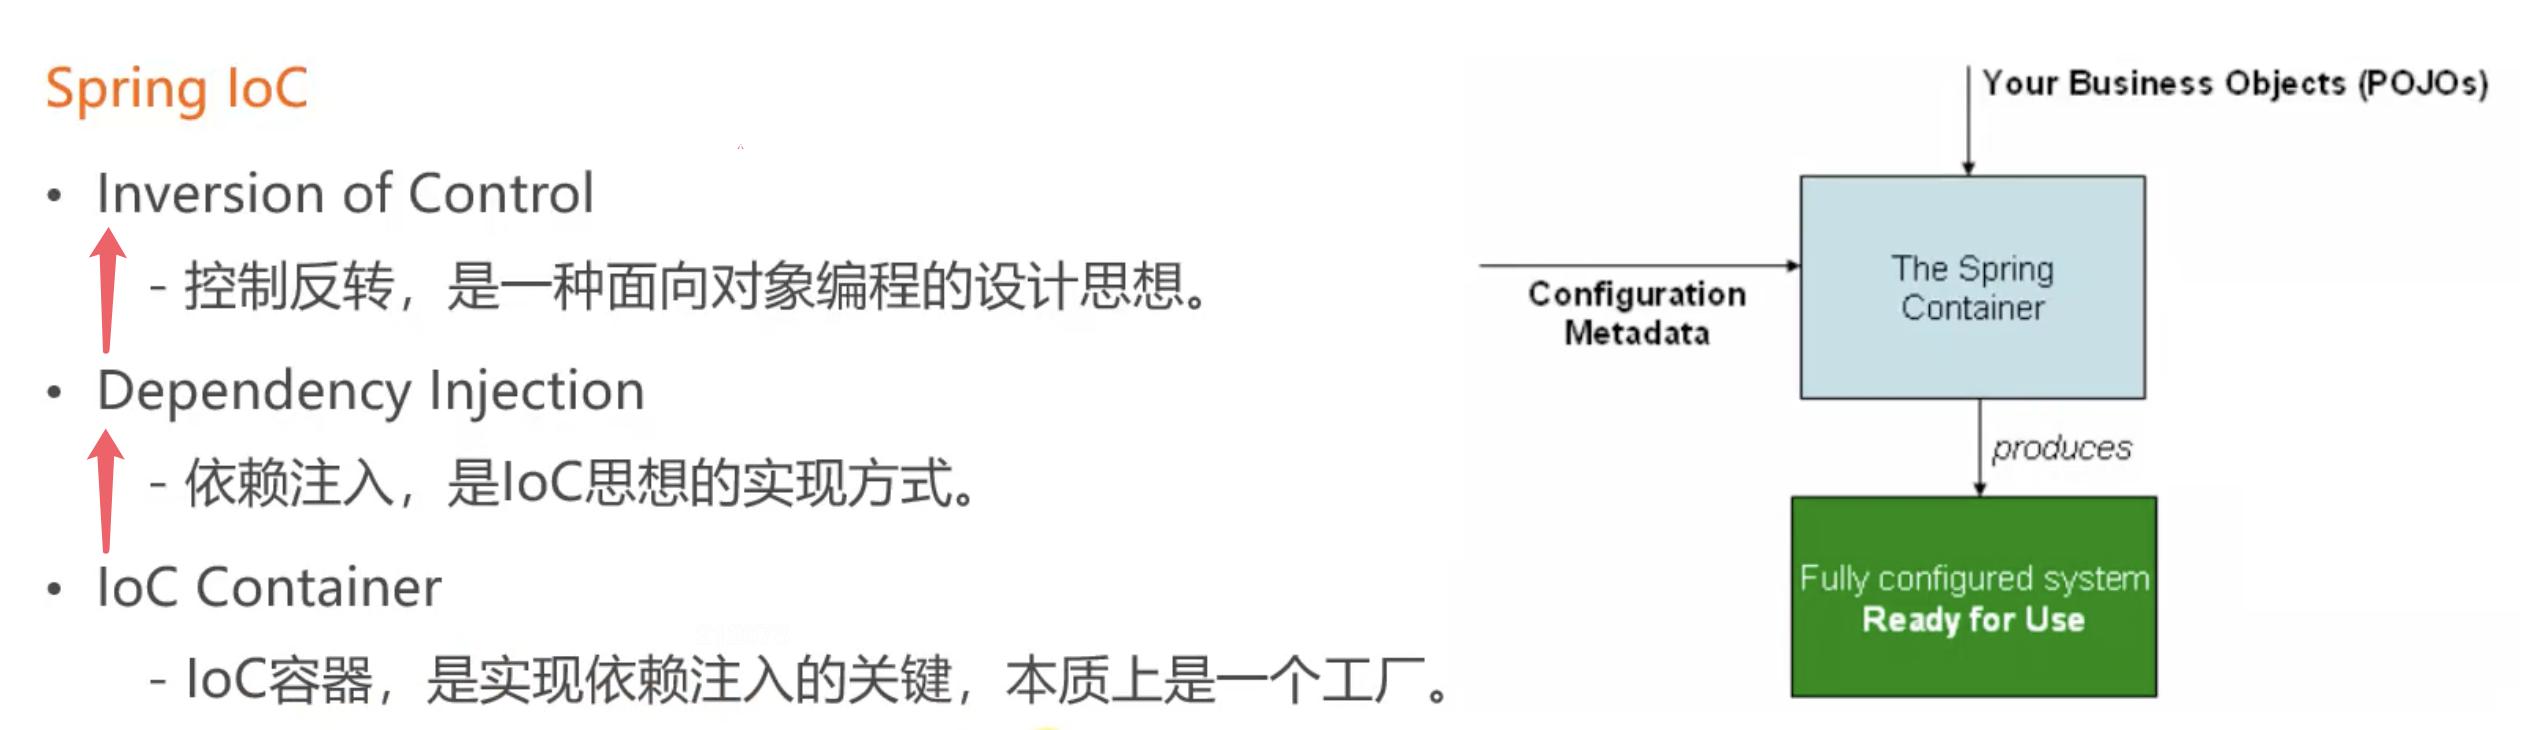 Spring IoC
• Inversion of Control
- 控制反转，是一种面向对象编程的设计思想。
• Dependency Injection
- 依赖注入，是IoC思想的实现方式。
• IoC Container
- IoC容器，是实现依赖注入的关键，本质上是一个工厂。
Your Business Objects (POJOs)
Configuration
Metadata
The Spring
Container
produces
Fully configured system
Ready for Use